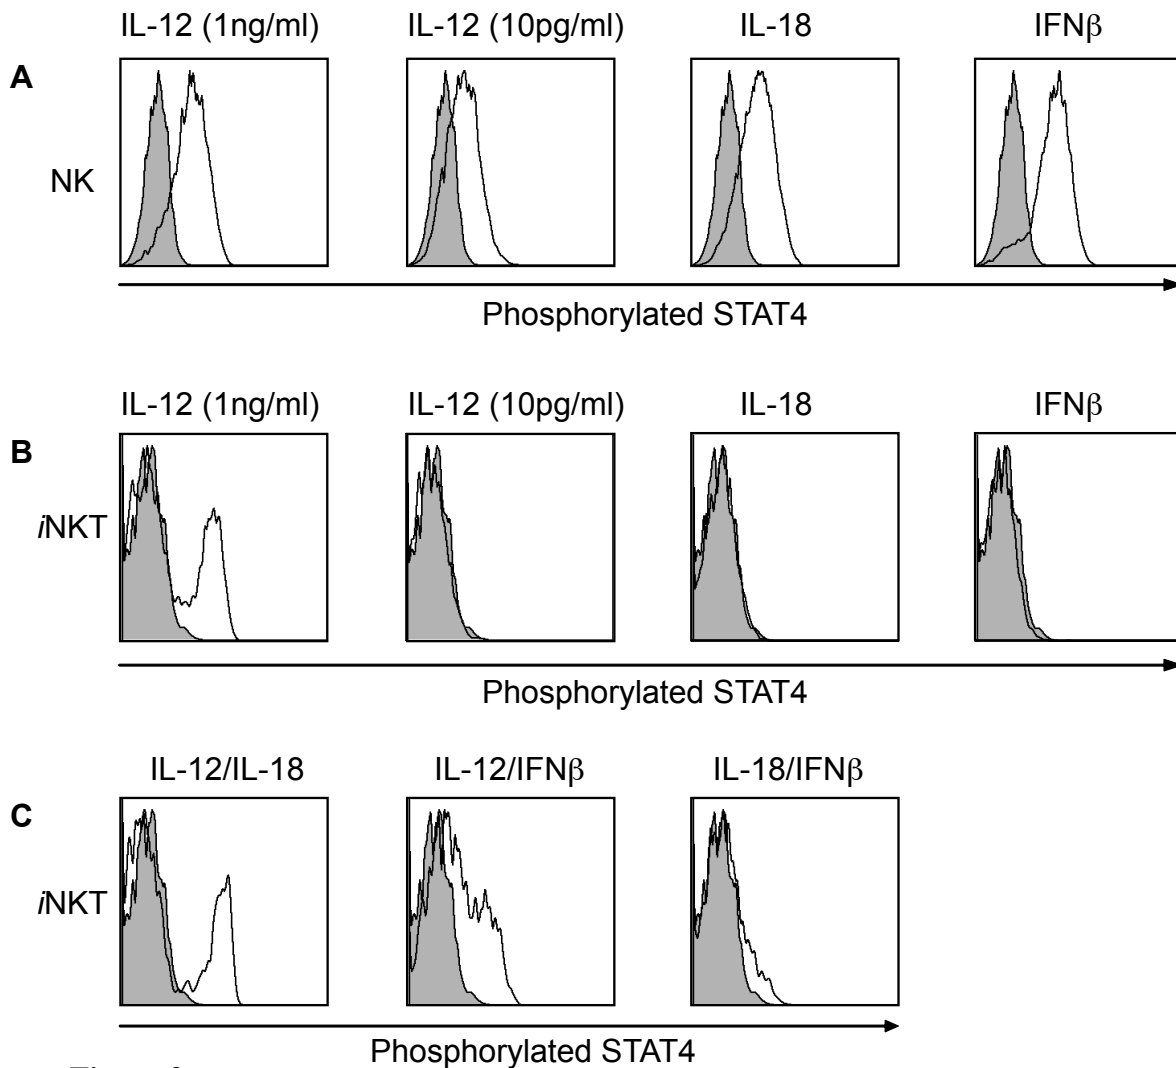 IL-12 (1ng/ml) IL-12 (10pg/ml) IL-18 IFNβ
A
NK
Phosphorylated STAT4
IL-12 (1ng/ml) IL-12 (10pg/ml) IL-18 IFNβ
B
iNKT
Phosphorylated STAT4
IL-12/IL-18 IL-12/IFNβ IL-18/IFNβ
C
iNKT
Phosphorylated STAT4